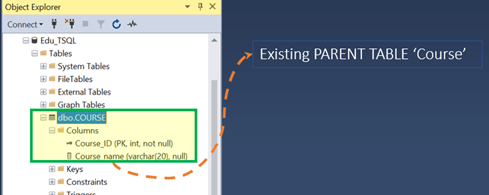 Object Explorer
Connect
Edu_TSQL
Tables
System Tables
FileTables
External Tables
Graph Tables
dbo.COURSE
Columns
Course_ID (PK, int, not null)
Course_name (varchar(20), null)
Keys
Constraints
Triggers
Existing PARENT TABLE ‘Course’